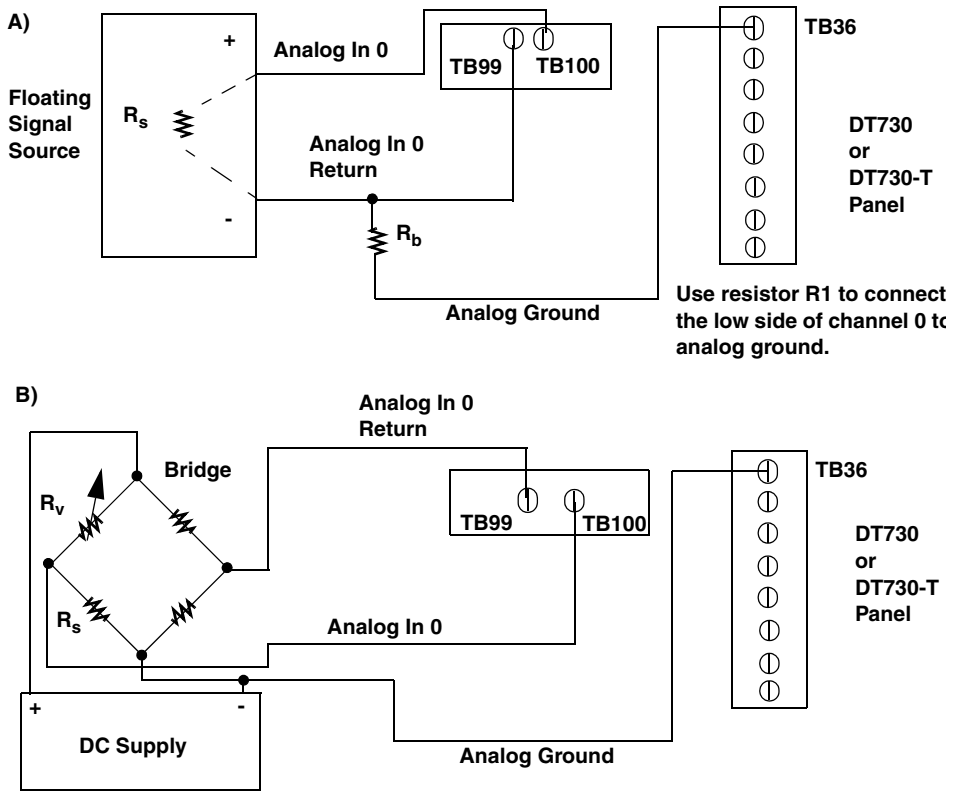 A)
+
Analog In 0
TB99
TB100
TB36
Floating
Signal
Source
Rs
Analog In 0
Return
DT730
or
DT730-T
Panel
-
Rb
Analog Ground
Use resistor R1 to connect
the low side of channel 0 to
analog ground.
B)
Analog In 0
Return
Bridge
TB36
Rv
TB99
TB100
DT730
or
DT730-T
Panel
Rs
Analog In 0
+
-
DC Supply
Analog Ground